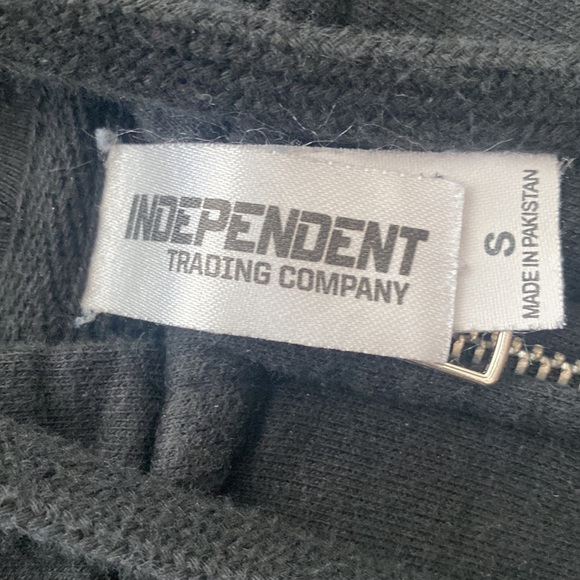 INDEPENDENT
TRADING COMPANY
S
MADE IN PAKISTAN